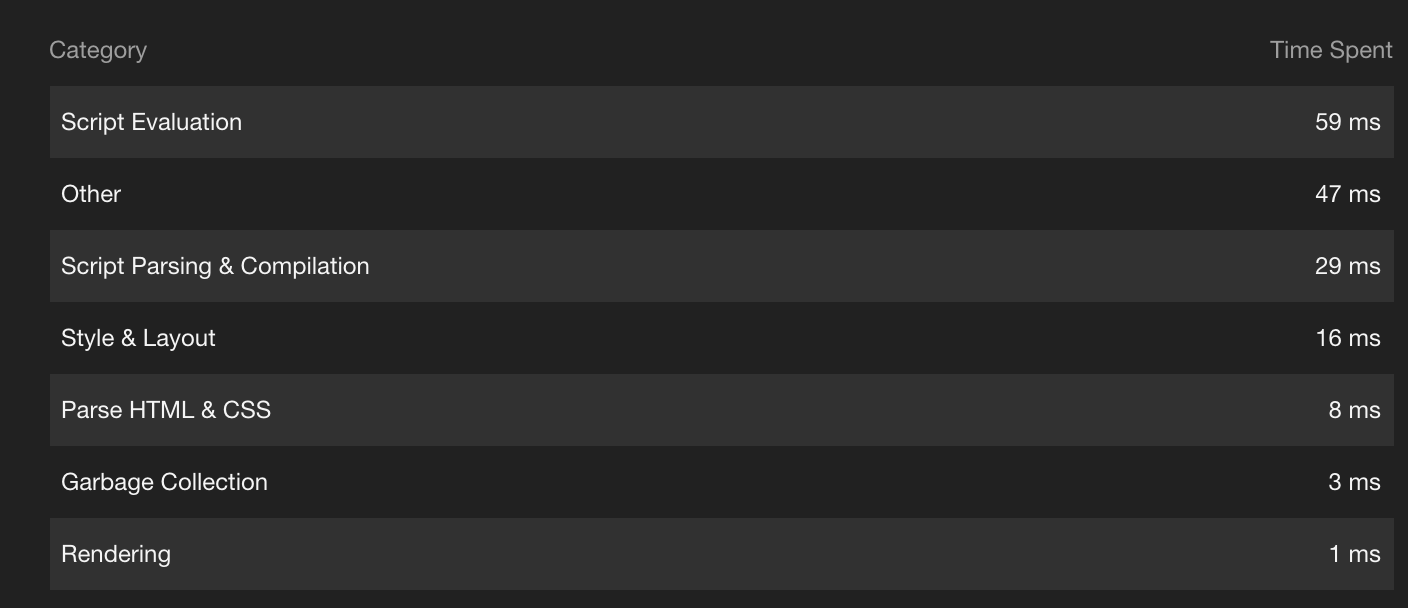 Category Time Spent
Script Evaluation 59 ms
Other 47 ms
Script Parsing & Compilation 29 ms
Style & Layout 16 ms
Parse HTML & CSS 8 ms
Garbage Collection 3 ms
Rendering 1 ms